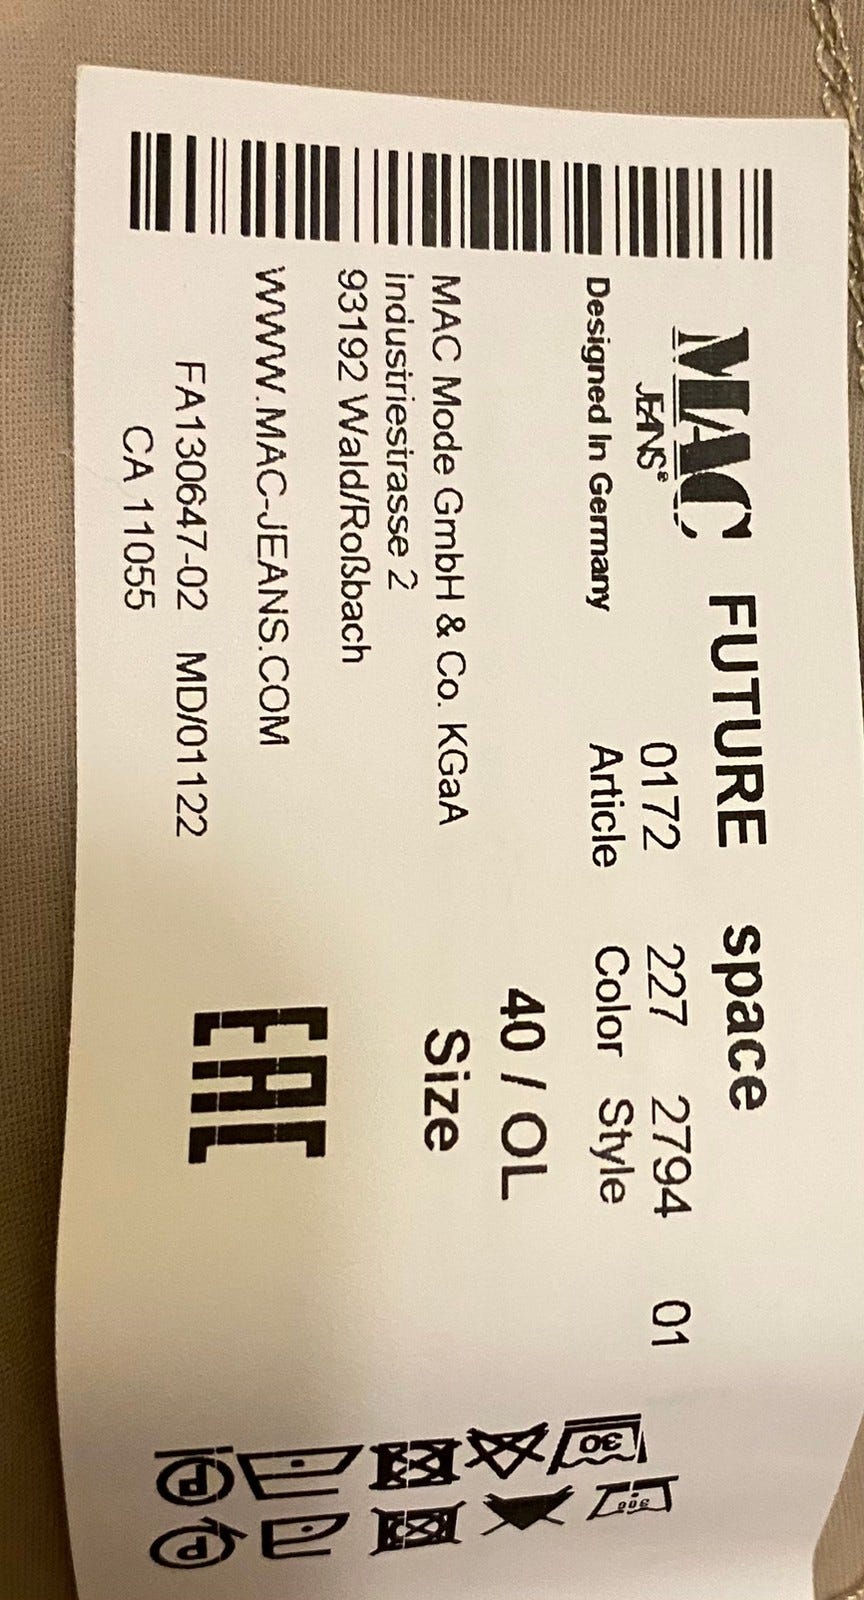 MAC FUTURE space
JEANS®
0172 227 2794 01
Designed In Germany Article Color Style
40 / OL
MAC Mode GmbH & Co. KGaA
Size
industriestrasse 2
93192 Wald/Roßbach
WWW.MAC-JEANS.COM
EAC
FA130647-02 MD/01122
CA 11055
30
P
P